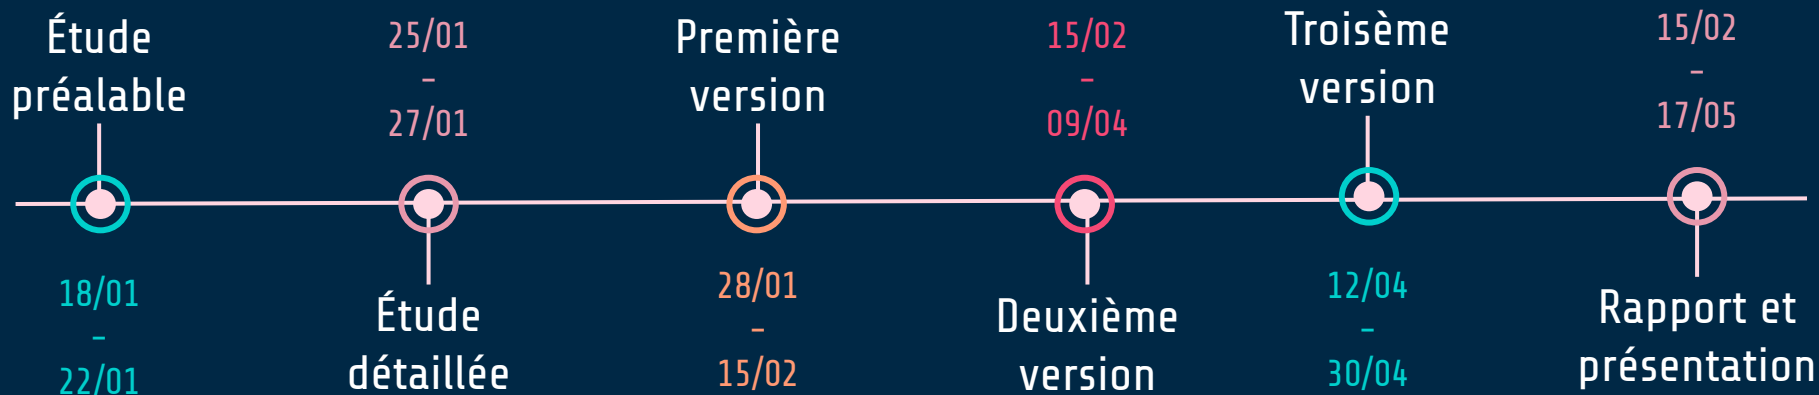 Étude
préalable
18/01
-
22/01
25/01
-
27/01
Étude
détaillée
Première
version
28/01
-
15/02
15/02
-
09/04
Deuxième
version
Troisème
version
12/04
-
30/04
15/02
-
17/05
Rapport et
présentation